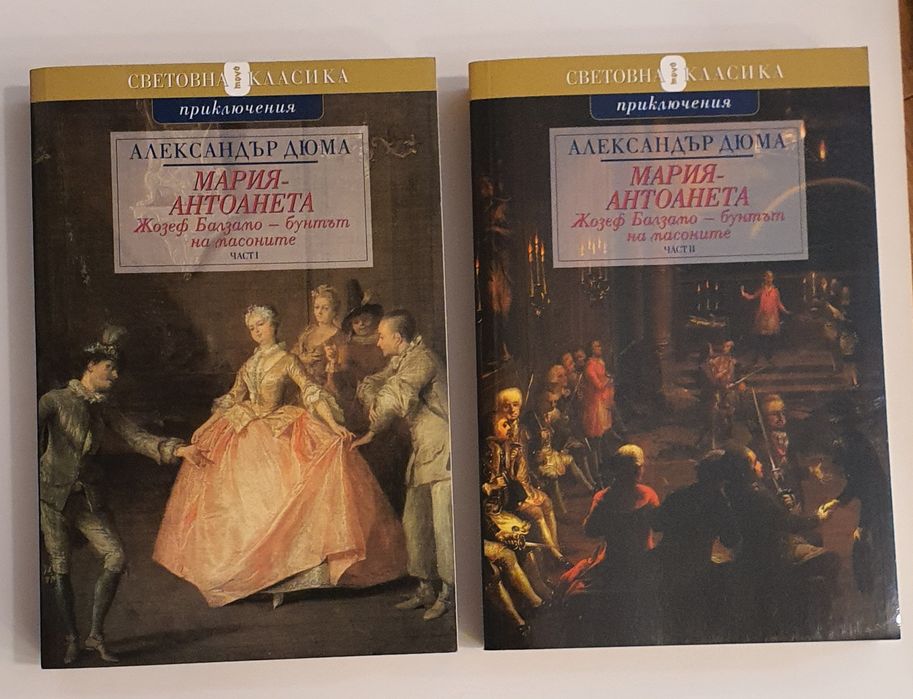 СВЕТОВНА КЛАСИКА
приключения
АЛЕКСАНДЪР ДЮМА
МАРИЯ-
АНТОАНЕТА
Жозеф Балзамо – бунтът
на масоните
ЧАСТ I
СВЕТОВНА КЛАСИКА
приключения
АЛЕКСАНДЪР ДЮМА
МАРИЯ-
АНТОАНЕТА
Жозеф Балзамо – бунтът
на масоните
ЧАСТ II